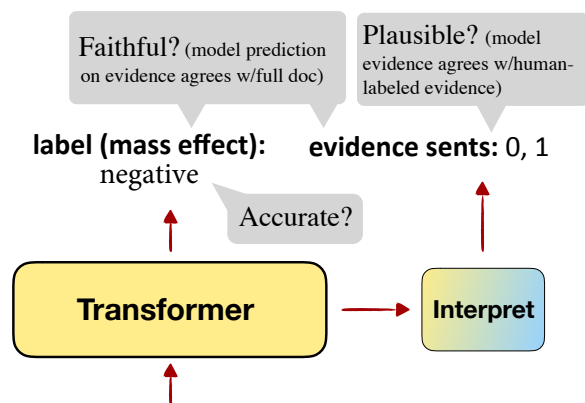 Faithful? (model prediction
on evidence agrees w/full doc)
Plausible? (model
evidence agrees w/human-
labeled evidence)
label (mass effect):
negative
evidence sents: 0, 1
Accurate?
Transformer
Interpret